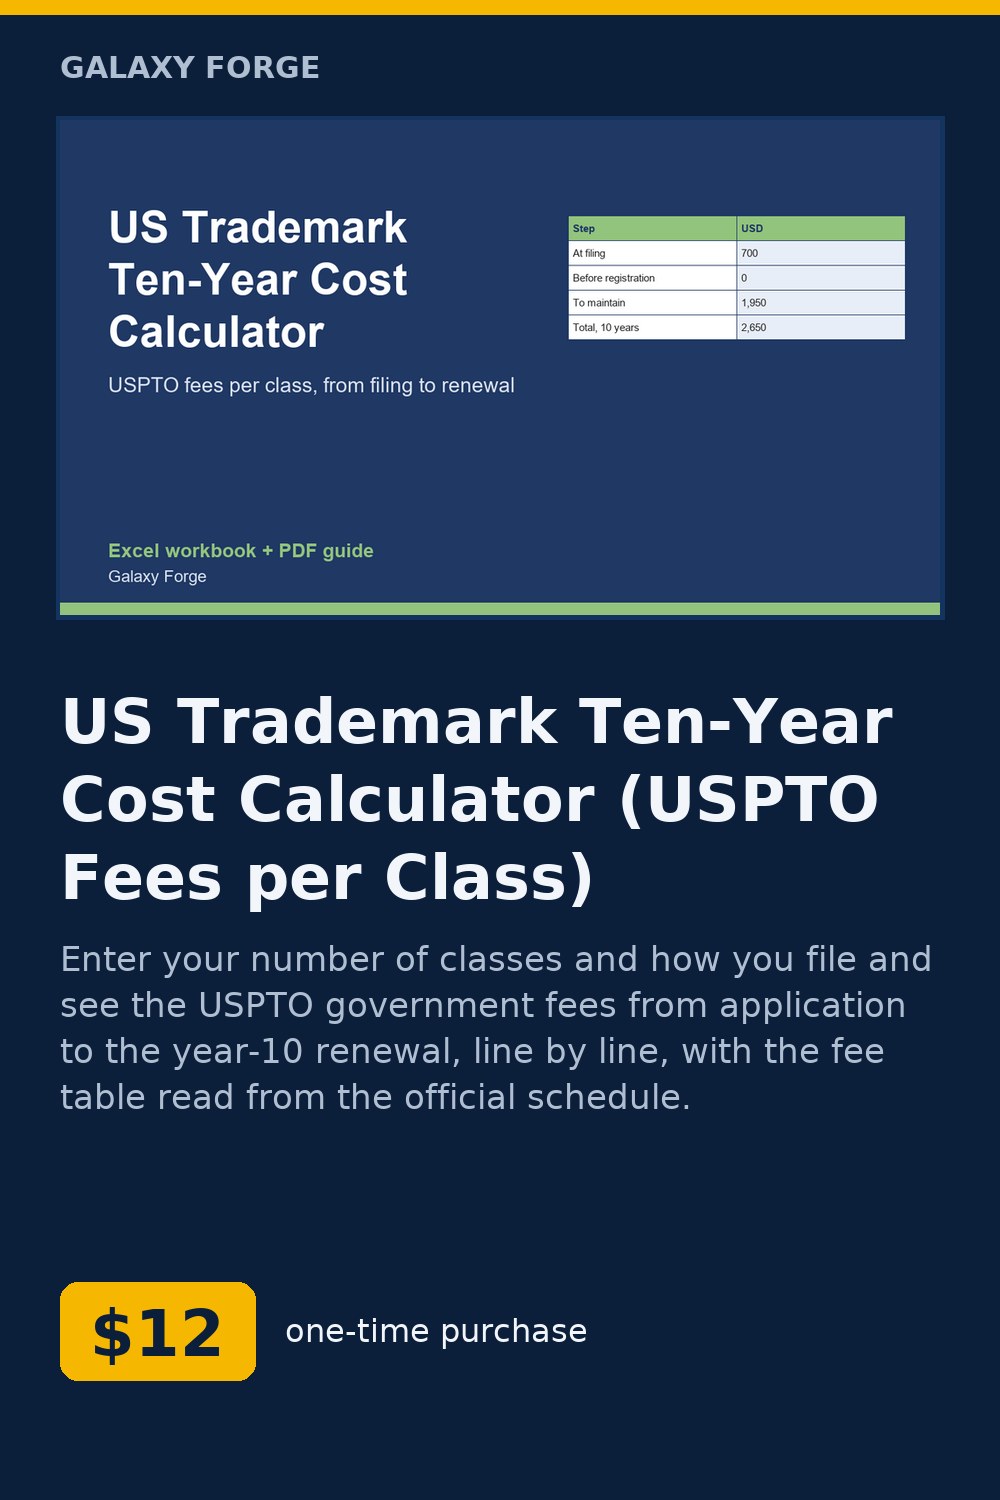 GALAXY FORGE
US Trademark
Ten-Year Cost
Calculator
USPTO fees per class, from filing to renewal
Step USD
At filing 700
Before registration 0
To maintain 1,950
Total, 10 years 2,650
Excel workbook + PDF guide
Galaxy Forge
US Trademark Ten-Year
Cost Calculator (USPTO
Fees per Class)
Enter your number of classes and how you file and
see the USPTO government fees from application
to the year-10 renewal, line by line, with the fee
table read from the official schedule.
$12 one-time purchase